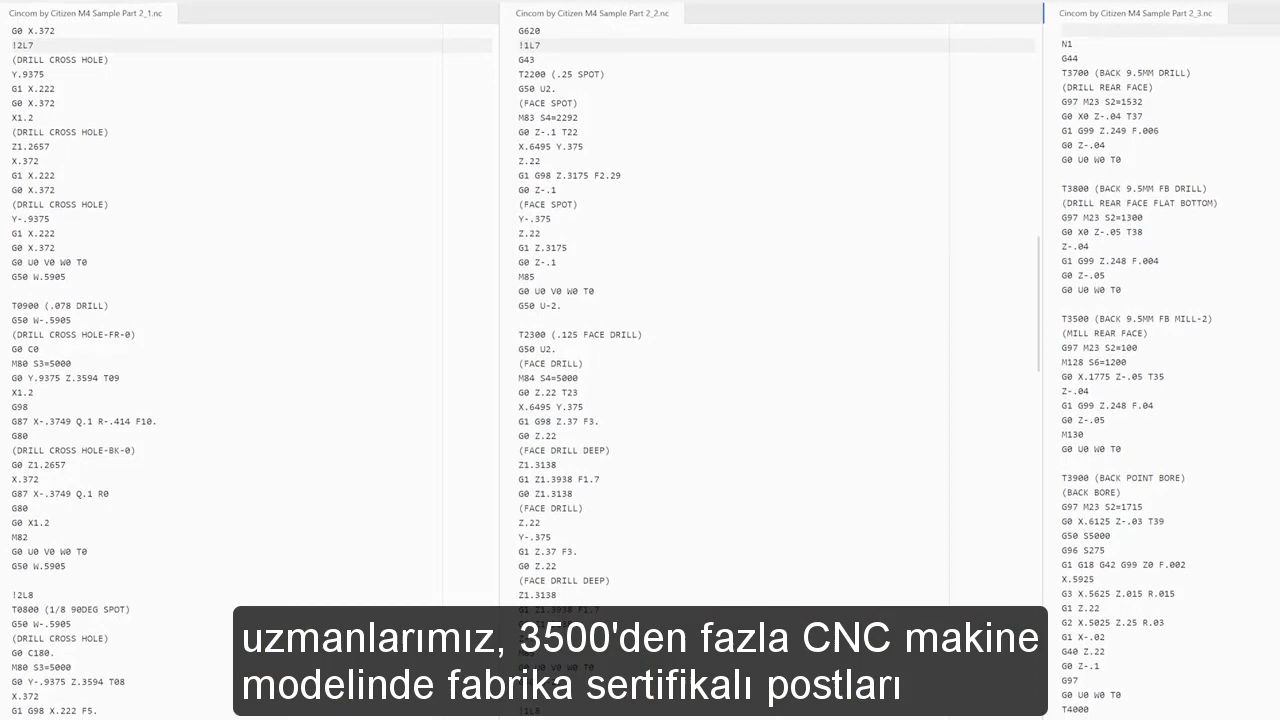 Cincom by Citizen M4 Sample Part 2_1.nc
G0 X.372
!2L7
(DRILL CROSS HOLE)
Y.9375
G1 X.222
G0 X.372
X1.2
(DRILL CROSS HOLE)
Z1.2657
X.372
G1 X.222
G0 X.372
(DRILL CROSS HOLE)
Y-.9375
G1 X.222
G0 X.372
G0 U0 V0 W0 T0
G50 W.5905
T0900 (.078 DRILL)
G50 W-.5905
(DRILL CROSS HOLE-FR-0)
G0 C0
M80 S3=5000
G0 Y.9375 Z.3594 T09
X1.2
G98
G87 X-.3749 Q.1 R-.414 F10.
G80
(DRILL CROSS HOLE-BK-0)
G0 Z1.2657
X.372
G87 X-.3749 Q.1 R0
G80
G0 X1.2
M82
G0 U0 V0 W0 T0
G50 W.5905
!2L8
T0800 (1/8 90DEG SPOT)
G50 W-.5905
(DRILL CROSS HOLE)
G0 C180.
M80 S3=5000
G0 Y-.9375 Z.3594 T08
X.372
G1 G98 X.222 F5.
Cincom by Citizen M4 Sample Part 2_2.nc
G620
!1L7
G43
T2200 (.25 SPOT)
G50 U2.
(FACE SPOT)
M83 S4=2292
G0 Z-.1 T22
X.6495 Y.375
Z.22
G1 G98 Z.3175 F2.29
G0 Z-.1
(FACE SPOT)
Y-.375
Z.22
G1 Z.3175
G0 Z-.1
M85
G0 U0 V0 W0 T0
G50 U-2.
T2300 (.125 FACE DRILL)
G50 U2.
(FACE DRILL)
M84 S4=5000
G0 Z.22 T23
X.6495 Y.375
G1 G98 Z.37 F3.
G0 Z.22
(FACE DRILL DEEP)
Z1.3138
G1 Z1.3938 F1.7
G0 Z1.3138
(FACE DRILL)
Z.22
Y-.375
G1 Z.37 F3.
G0 Z.22
(FACE DRILL DEEP)
Z1.3138
G1 Z1.3938 F1.7
Cincom by Citizen M4 Sample Part 2_3.nc
N1
G44
T3700 (BACK 9.5MM DRILL)
(DRILL REAR FACE)
G97 M23 S2=1532
G0 X0 Z-.04 T37
G1 G99 Z.249 F.006
G0 Z-.04
G0 U0 W0 T0
T3800 (BACK 9.5MM FB DRILL)
(DRILL REAR FACE FLAT BOTTOM)
G97 M23 S2=1300
G0 X0 Z-.05 T38
Z-.04
G1 G99 Z.248 F.004
G0 Z-.05
G0 U0 W0 T0
T3500 (BACK 9.5MM FB MILL-2)
(MILL REAR FACE)
G97 M23 S2=100
M128 S6=1200
G0 X.1775 Z-.05 T35
Z-.04
G1 G99 Z.248 F.04
G0 Z-.05
M130
G0 U0 W0 T0
T3900 (BACK POINT BORE)
(BACK BORE)
G97 M23 S2=1715
G0 X.6125 Z-.03 T39
G50 S5000
G96 S275
G1 G18 G42 G99 Z0 F.002
X.5925
G3 X.5625 Z.015 R.015
G1 Z.22
G2 X.5025 Z.25 R.03
G1 X-.02
G40 Z.22
G0 Z-.1
G97
G0 U0 W0 T0
T4000
uzmanlarımız, 3500'den fazla CNC makine
modelinde fabrika sertifikalı postları